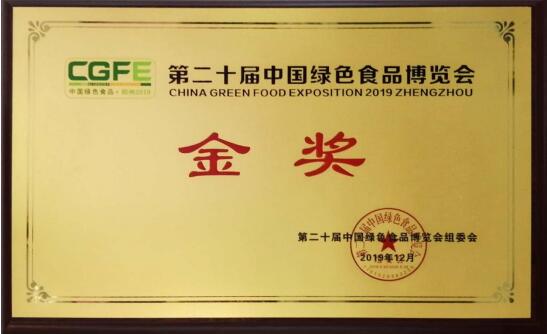 CGFE
中国绿色食品·郑州2019
第二十届中国绿色食品博览会
CHINA GREEN FOOD EXPOSITION 2019 ZHENGZHOU
金 奖
第二十届中国绿色食品博览会组委会
2019年12月